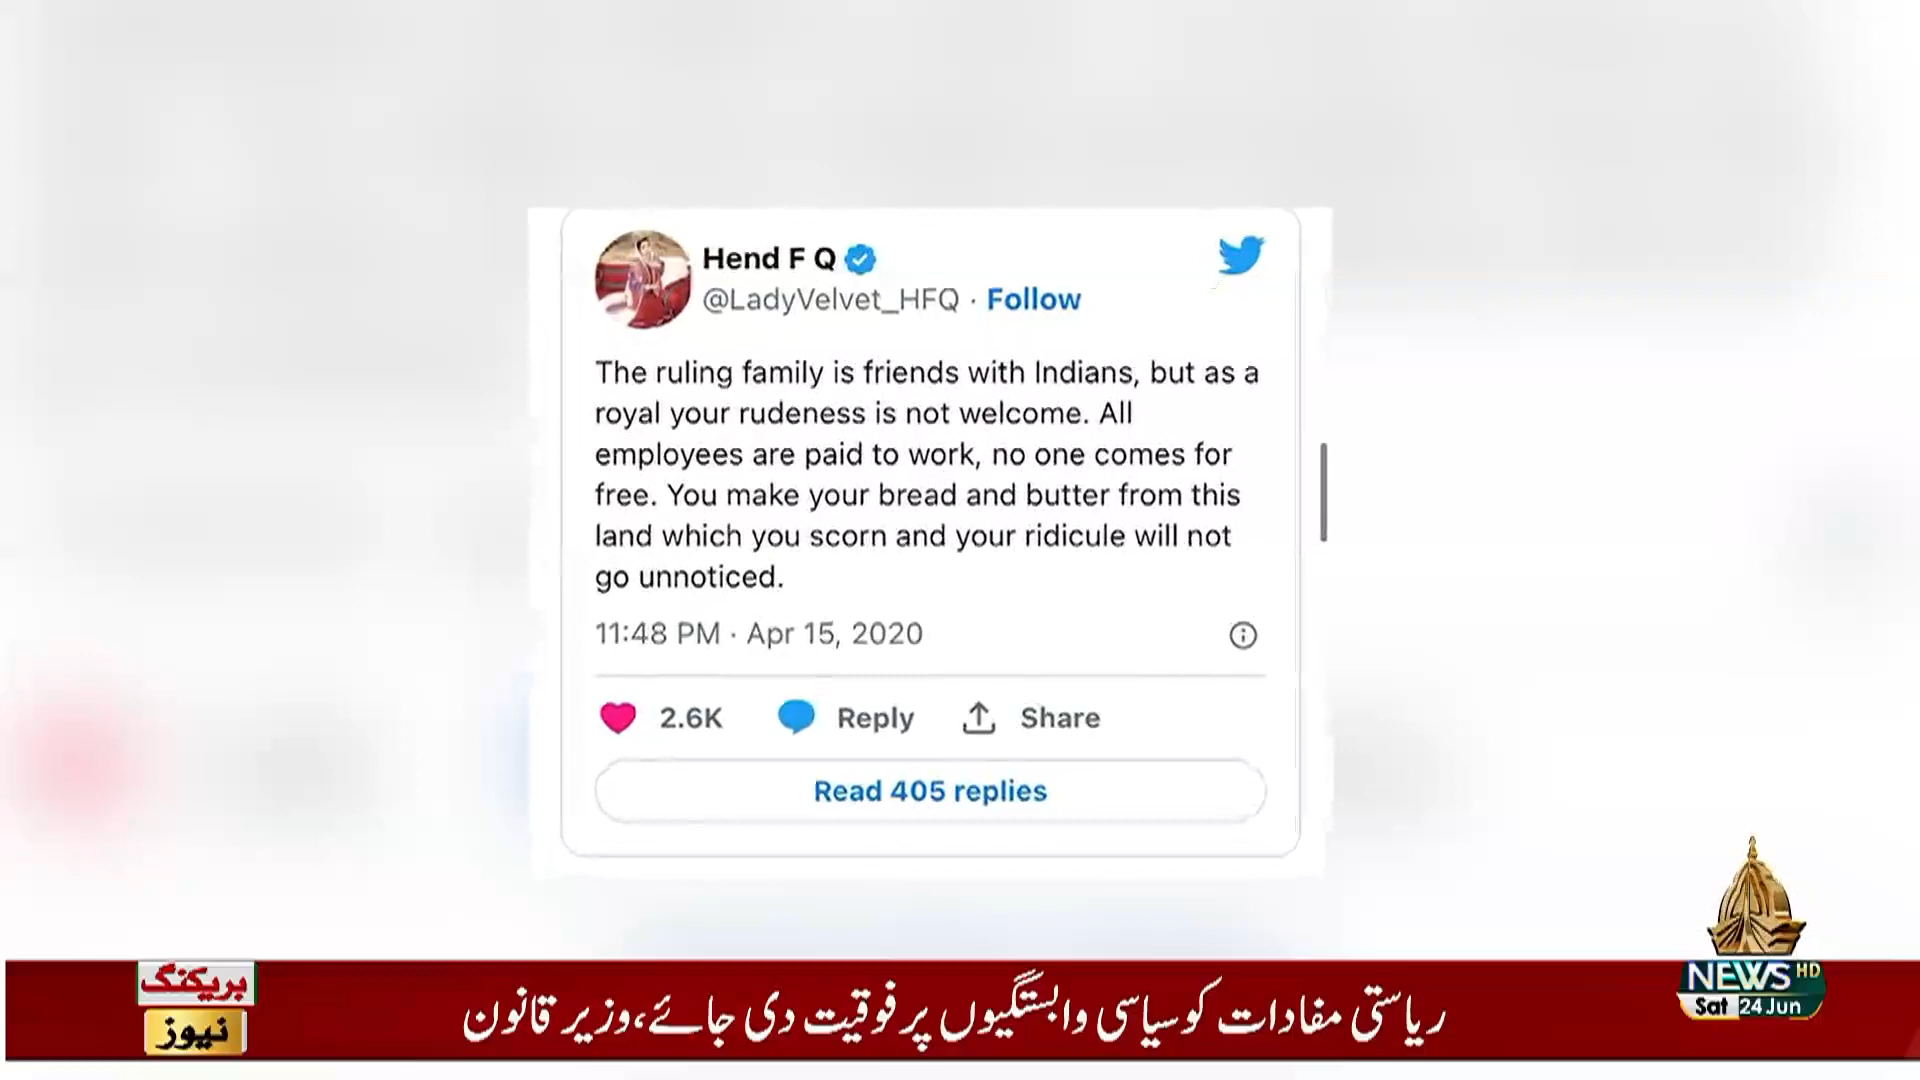 Hend F Q
@LadyVelvet_HFQ · Follow
The ruling family is friends with Indians, but as a
royal your rudeness is not welcome. All
employees are paid to work, no one comes for
free. You make your bread and butter from this
land which you scorn and your ridicule will not
go unnoticed.
11:48 PM · Apr 15, 2020
2.6K Reply Share
Read 405 replies
بریکنگ
نیوز
ریاستی مفادات کو سیاسی وابستگیوں پر فوقیت دی جائے، وزیر قانون
NEWS HD
Sat 24 Jun